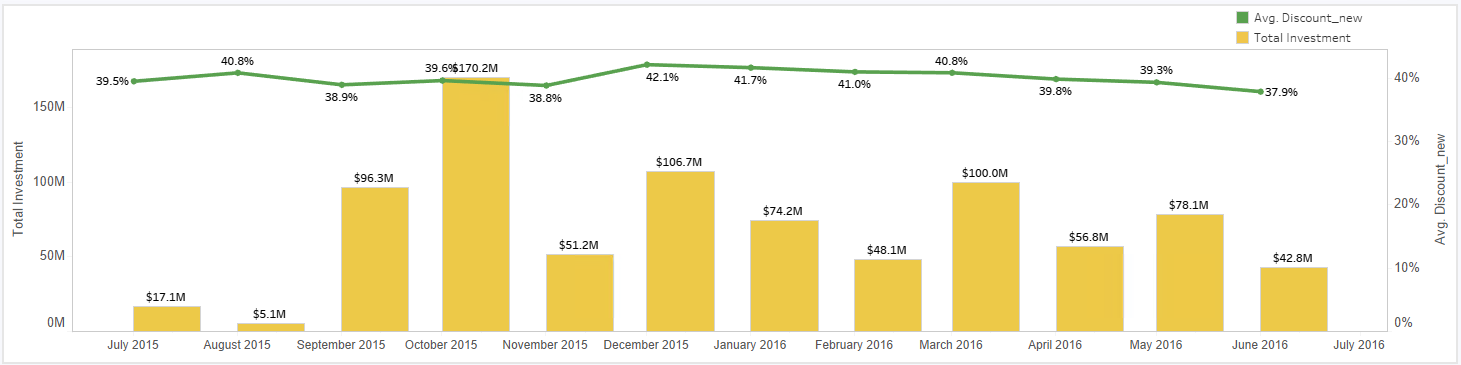 Avg. Discount_new
Total Investment
40.8%
39.6%
$170.2M
39.5%
38.9%
38.8%
42.1%
41.7%
41.0%
40.8%
39.8%
39.3%
37.9%
150M
100M
50M
0M
Total Investment
40%
30%
20%
10%
0%
Avg. Discount_new
$17.1M
$5.1M
$96.3M
$51.2M
$106.7M
$74.2M
$48.1M
$100.0M
$56.8M
$78.1M
$42.8M
July 2015
August 2015
September 2015
October 2015
November 2015
December 2015
January 2016
February 2016
March 2016
April 2016
May 2016
June 2016
July 2016